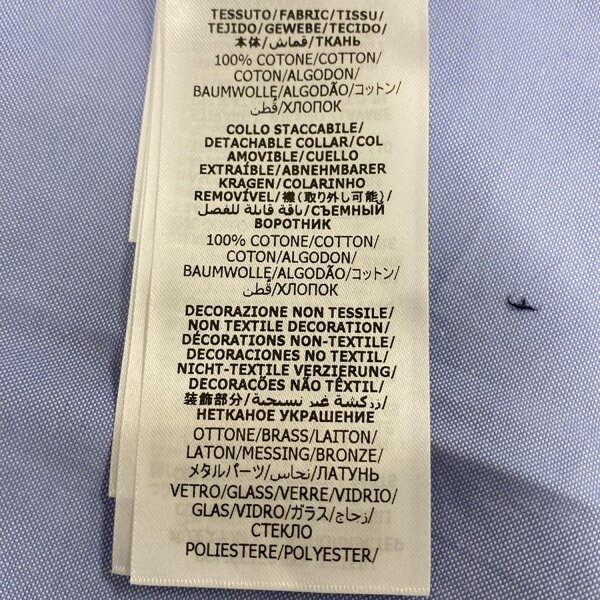 TESSUTO/FABRIC/TISSU/
TEJIDO/GEWEBE/TECIDO/
本体/قماش/ТКАНЬ
100% COTONE/COTTON/
COTON/ALGODON/
BAUMWOLLE/ALGODÃO/コットン/
قُطن/ХЛОПОК
COLLO STACCABILE/
DETACHABLE COLLAR/COL
AMOVIBLE/CUELLO
EXTRAÍBLE/ABNEHMBARER
KRAGEN/COLARINHO
REMOVÍVEL/襟(取り外し可能)/
ياقة قابلة للفصل/СЪЕМНЫЙ
ВОРОТНИК
100% COTONE/COTTON/
COTON/ALGODON/
BAUMWOLLE/ALGODÃO/コットン/
قُطن/ХЛОПОК
DECORAZIONE NON TESSILE/
NON TEXTILE DECORATION/
DÉCORATIONS NON-TEXTILE/
DECORACIONES NO TEXTIL/
NICHT-TEXTILE VERZIERUNG/
DECORAÇÕES NÃO TÊXTIL/
装飾部分/زركشة غير نسيجية/
НЕТКАНОЕ УКРАШЕНИЕ
OTTONE/BRASS/LAITON/
LATON/MESSING/BRONZE/
メタルパーツ/نحاس/ЛАТУНЬ
VETRO/GLASS/VERRE/VIDRIO/
GLAS/VIDRO/ガラス/زجاج/
СТЕКЛО
POLIESTERE/POLYESTER/